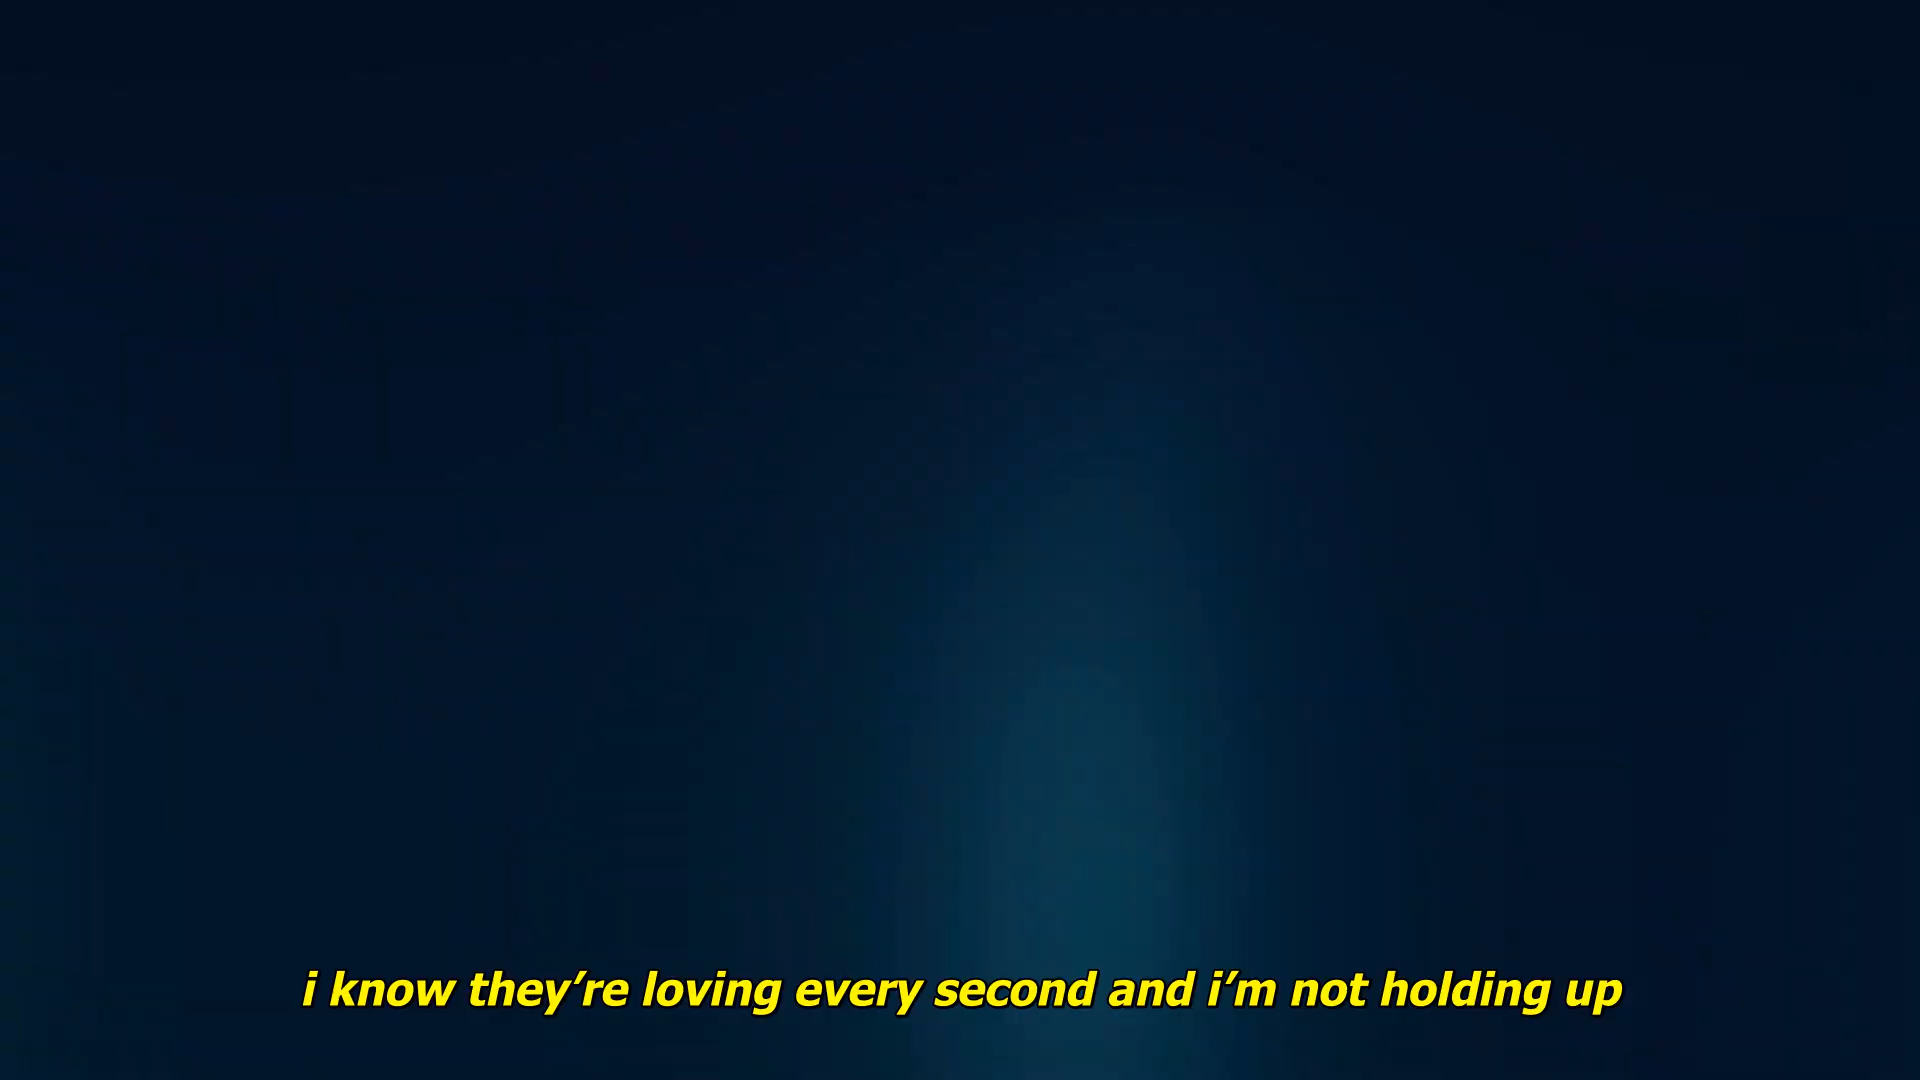 i know they’re loving every second and i’m not holding up